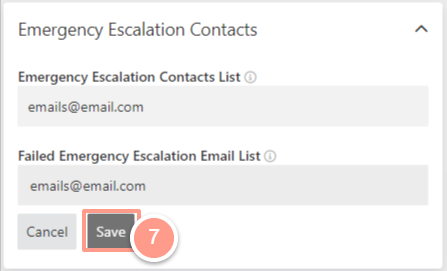 Emergency Escalation Contacts
Emergency Escalation Contacts List
emails@email.com
Failed Emergency Escalation Email List
emails@email.com
Cancel Save 7